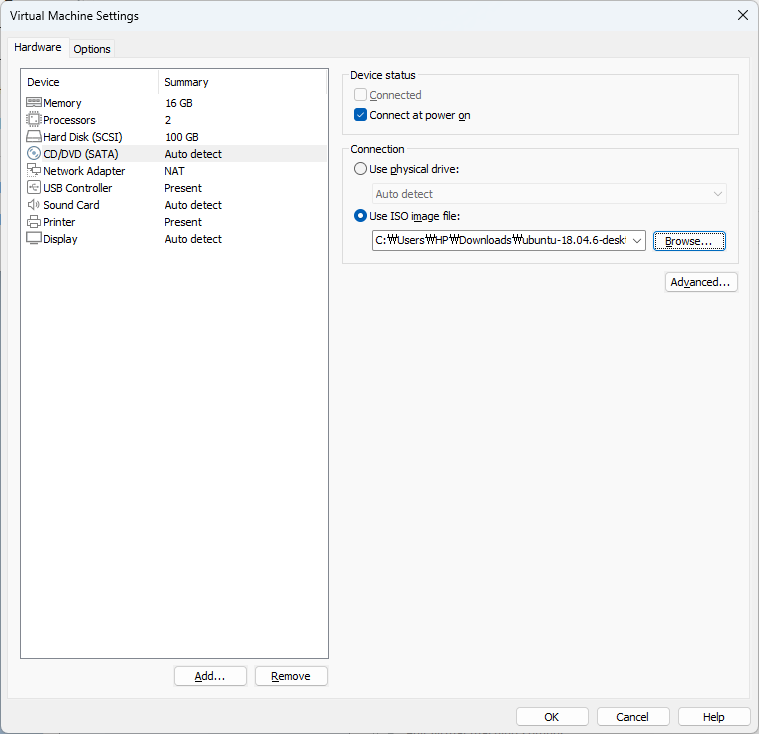 Virtual Machine Settings
Hardware Options
Device Summary
Memory 16 GB
Processors 2
Hard Disk (SCSI) 100 GB
CD/DVD (SATA) Auto detect
Network Adapter NAT
USB Controller Present
Sound Card Auto detect
Printer Present
Display Auto detect
Add... Remove
Device status
Connected
Connect at power on
Connection
Use physical drive:
Auto detect
Use ISO image file:
C:₩Users₩HP₩Downloads₩ubuntu-18.04.6-deskt
Browse...
Advanced...
OK Cancel Help